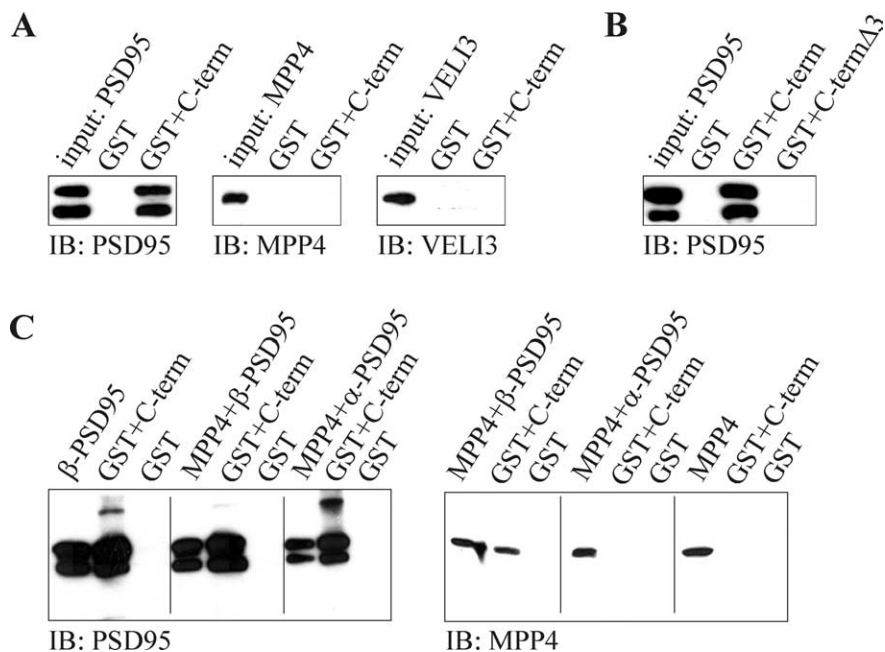 A
input: PSD95
GST
GST+C-term
input: MPP4
GST
GST+C-term
input: VELI3
GST
GST+C-term
IB: PSD95
IB: MPP4
IB: VELI3
B
input: PSD95
GST
GST+C-term
GST+C-termΔ3
IB: PSD95
C
β-PSD95
GST+C-term
GST
MPP4+β-PSD95
GST+C-term
GST
MPP4+α-PSD95
GST+C-term
GST
IB: PSD95
MPP4+β-PSD95
GST+C-term
GST
MPP4+α-PSD95
GST+C-term
GST
MPP4
GST+C-term
GST
IB: MPP4